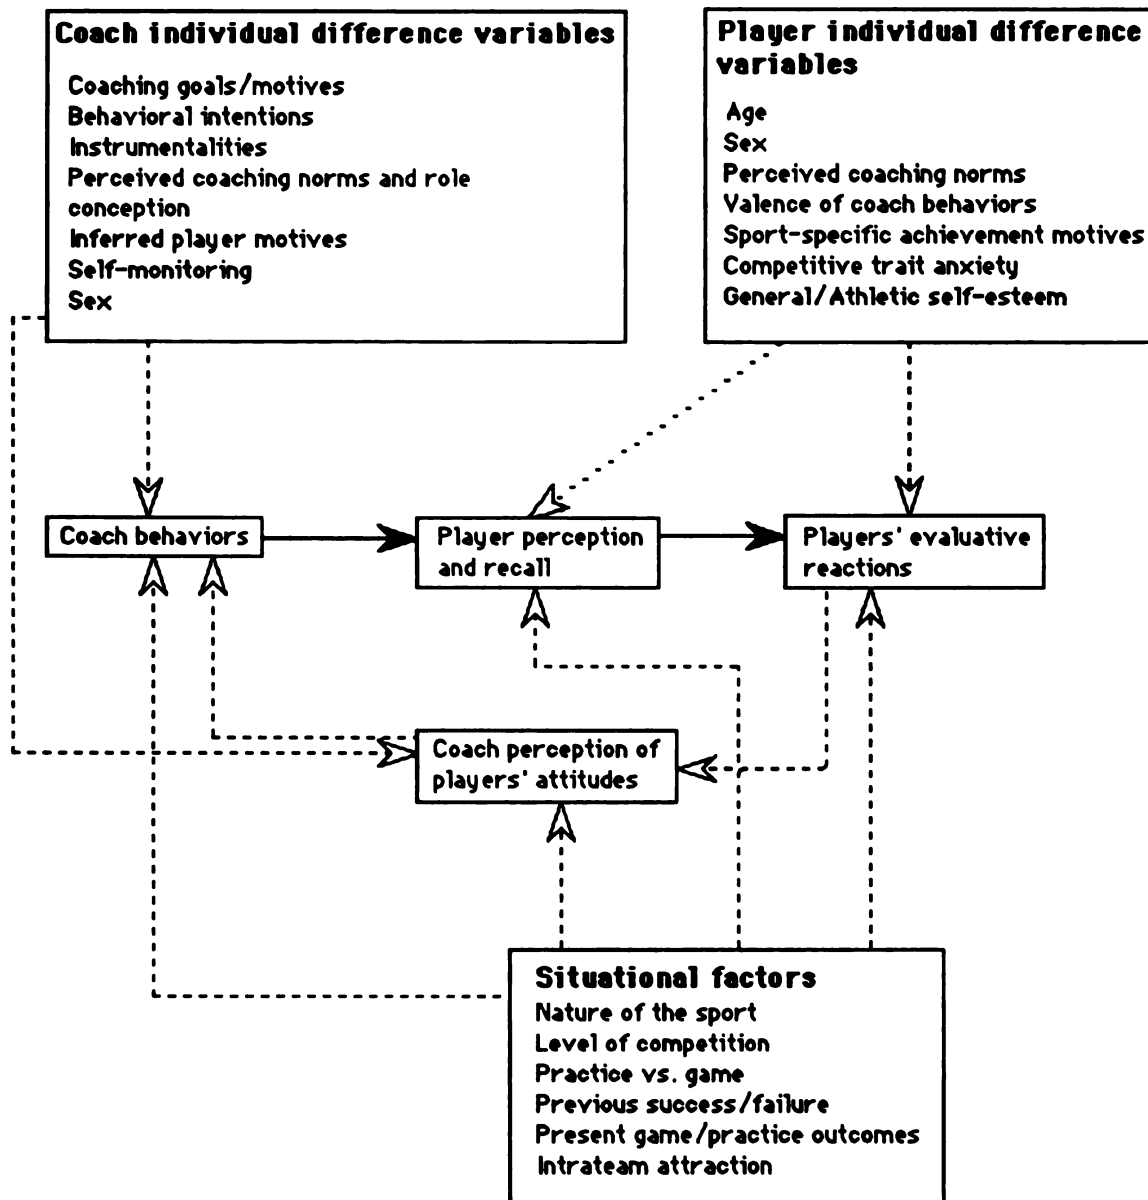 Coach individual difference variables
Coaching goals/motives
Behavioral intentions
Instrumentalities
Perceived coaching norms and role
conception
Inferred player motives
Self-monitoring
Sex
Player individual difference
variables
Age
Sex
Perceived coaching norms
Valence of coach behaviors
Sport-specific achievement motives
Competitive trait anxiety
General/Athletic self-esteem
Coach behaviors
Player perception
and recall
Players' evaluative
reactions
Coach perception of
players' attitudes
Situational factors
Nature of the sport
Level of competition
Practice vs. game
Previous success/failure
Present game/practice outcomes
Intrateam attraction